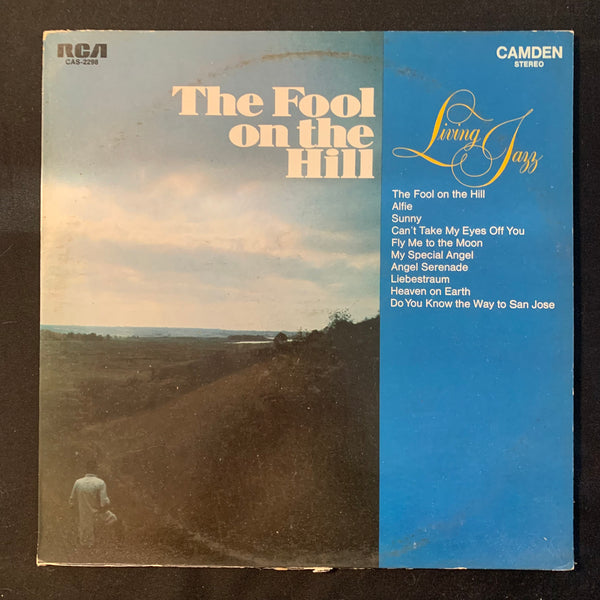 RCA
CAS-2298
CAMDEN
STEREO
The Fool
on the
Hill
Living Jazz
The Fool on the Hill
Alfie
Sunny
Can't Take My Eyes Off You
Fly Me to the Moon
My Special Angel
Angel Serenade
Liebestraum
Heaven on Earth
Do You Know the Way to San Jose